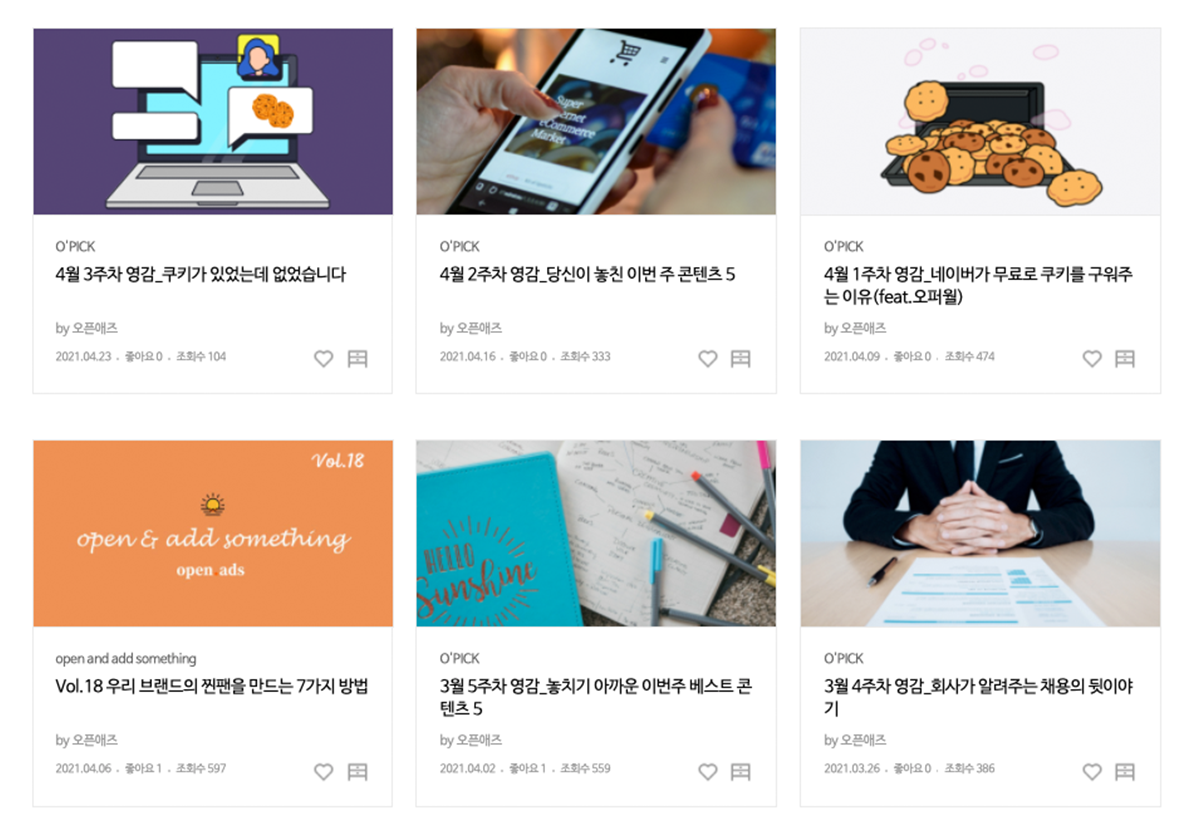 Super
eCommerce
Market
O'PICK
4월 3주차 영감_쿠키가 있었는데 없었습니다
by 오픈애즈
2021.04.23 . 좋아요 0 . 조회수 104
O'PICK
4월 2주차 영감_당신이 놓친 이번 주 콘텐츠 5
by 오픈애즈
2021.04.16 . 좋아요 0 . 조회수 333
O'PICK
4월 1주차 영감_네이버가 무료로 쿠키를 구워주
는 이유(feat.오퍼월)
by 오픈애즈
2021.04.09 . 좋아요 0 . 조회수 474
Vol.18
open & add something
open ads
open and add something
Vol.18 우리 브랜드의 찐팬을 만드는 7가지 방법
by 오픈애즈
2021.04.06 . 좋아요 1 . 조회수 597
HELLO
Sunshine
O'PICK
3월 5주차 영감_놓치기 아까운 이번주 베스트 콘
텐츠 5
by 오픈애즈
2021.04.02 . 좋아요 1 . 조회수 559
O'PICK
3월 4주차 영감_회사가 알려주는 채용의 뒷이야
기
by 오픈애즈
2021.03.26 . 좋아요 0 . 조회수 386